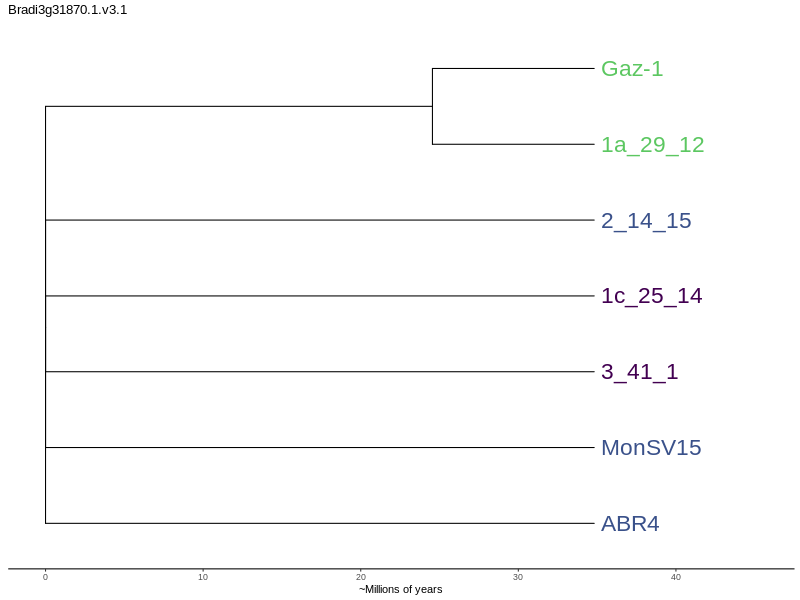 Bradi3g31870.1.v3.1
Gaz-1
1a_29_12
2_14_15
1c_25_14
3_41_1
MonSV15
ABR4
0 10 20 30 40
~Millions of years